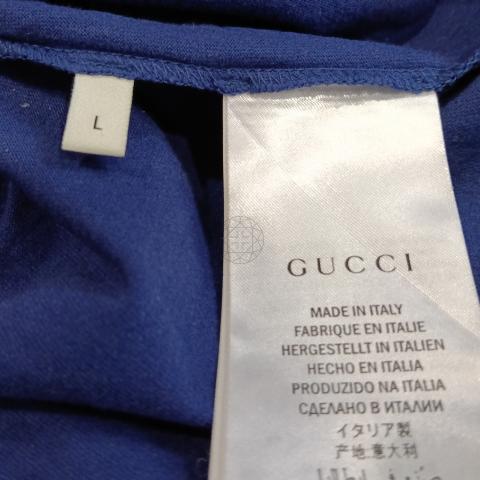 L
GUCCI
MADE IN ITALY
FABRIQUE EN ITALIE
HERGESTELLT IN ITALIEN
HECHO EN ITALIA
PRODUZIDO NA ITALIA
СДЕЛАНО В ИТАЛИИ
イタリア製
产地:意大利